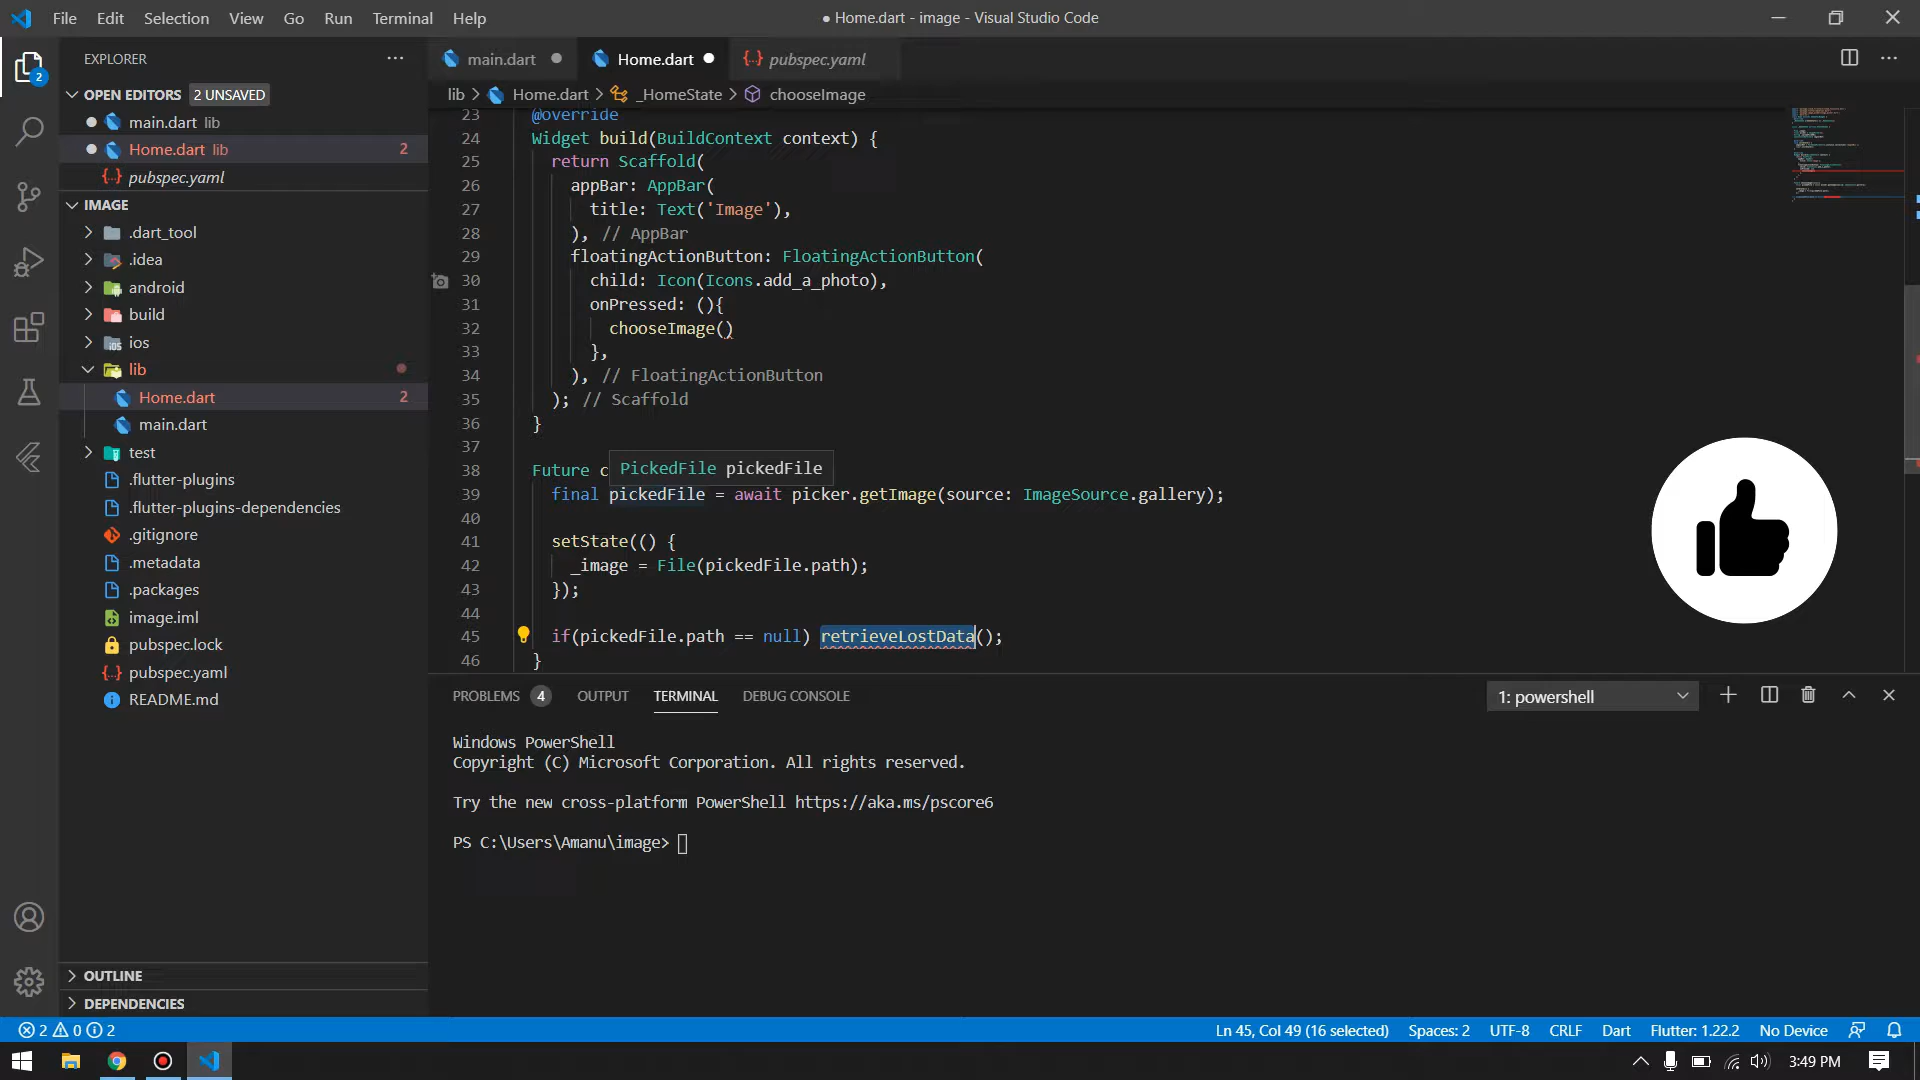 File Edit Selection View Go Run Terminal Help
● Home.dart - image - Visual Studio Code
EXPLORER
OPEN EDITORS 2 UNSAVED
main.dart lib
Home.dart lib 2
pubspec.yaml
IMAGE
.dart_tool
.idea
android
build
ios
lib
Home.dart 2
main.dart
test
.flutter-plugins
.flutter-plugins-dependencies
.gitignore
.metadata
.packages
image.iml
pubspec.lock
pubspec.yaml
README.md
OUTLINE
DEPENDENCIES
2
main.dart
Home.dart
pubspec.yaml
lib > Home.dart > _HomeState > chooseImage
23 @override
24 Widget build(BuildContext context) {
25 return Scaffold(
26 appBar: AppBar(
27 title: Text('Image'),
28 ), // AppBar
29 floatingActionButton: FloatingActionButton(
30 child: Icon(Icons.add_a_photo),
31 onPressed: (){
32 chooseImage()
33 },
34 ), // FloatingActionButton
35 ); // Scaffold
36 }
37
38 Future c
PickedFile pickedFile
39 final pickedFile = await picker.getImage(source: ImageSource.gallery);
40
41 setState(() {
42 _image = File(pickedFile.path);
43 });
44
45 if(pickedFile.path == null) retrieveLostData();
46 }
PROBLEMS 4 OUTPUT TERMINAL DEBUG CONSOLE
1: powershell
Windows PowerShell
Copyright (C) Microsoft Corporation. All rights reserved.
Try the new cross-platform PowerShell https://aka.ms/pscore6
PS C:\Users\Amanu\image>
2 0 2
Ln 45, Col 49 (16 selected) Spaces: 2 UTF-8 CRLF Dart Flutter: 1.22.2 No Device
3:49 PM